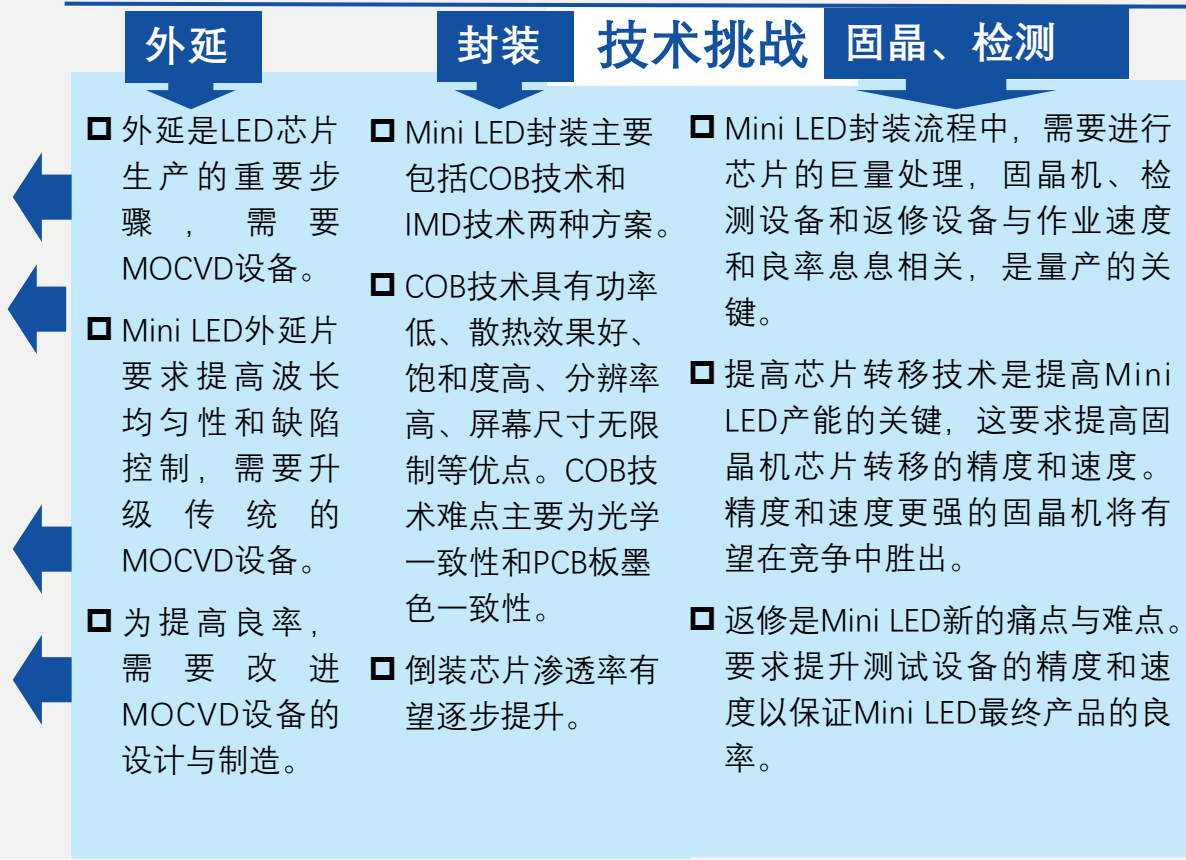 技术挑战
外延
外延是LED芯片
生产的重要步
骤，需要
MOCVD设备。
Mini LED外延片
要求提高波长
均匀性和缺陷
控制，需要升
级传统的
MOCVD设备。
为提高良率，
需要改进
MOCVD设备的
设计与制造。
封装
Mini LED封装主要
包括COB技术和
IMD技术两种方案。
COB技术具有功率
低、散热效果好、
饱和度高、分辨率
高、屏幕尺寸无限
制等优点。COB技
术难点主要为光学
一致性和PCB板墨
色一致性。
倒装芯片渗透率有
望逐步提升。
固晶、检测
Mini LED封装流程中，需要进行
芯片的巨量处理，固晶机、检
测设备和返修设备与作业速度
和良率息息相关，是量产的关
键。
提高芯片转移技术是提高Mini
LED产能的关键，这要求提高固
晶机芯片转移的精度和速度。
精度和速度更强的固晶机将有
望在竞争中胜出。
返修是Mini LED新的痛点与难点。
要求提升测试设备的精度和速
度以保证Mini LED最终产品的良
率。